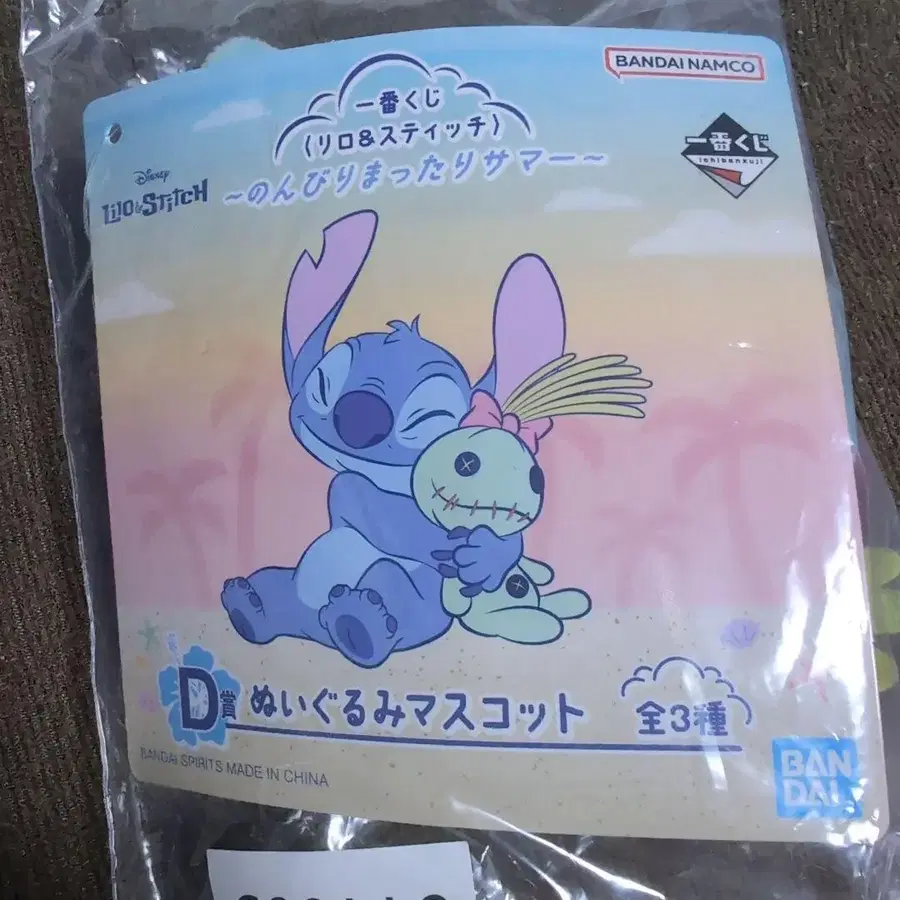 BANDAI NAMCO
一番くじ
(リロ&スティッチ)
～のんびりまったりサマー～
Disney
LILO & STITCH
一番くじ
ichibankuji
D賞 ぬいぐるみマスコット 全3種
BANDAI SPIRITS MADE IN CHINA
BAN
DAI